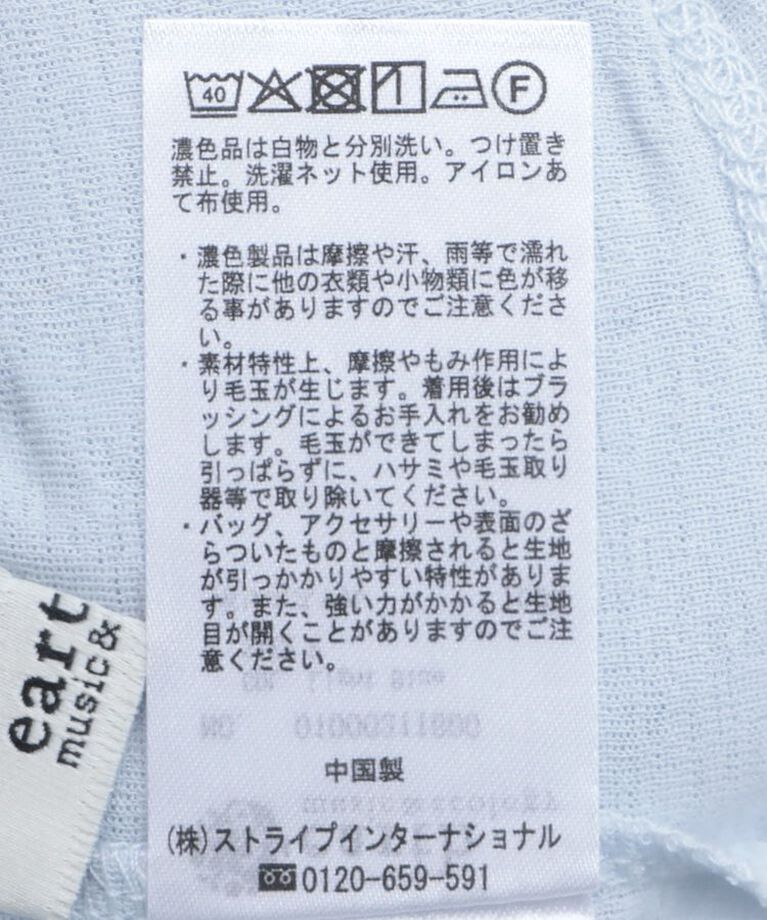 40 F
濃色品は白物と分別洗い。つけ置き
禁止。洗濯ネット使用。アイロンあ
て布使用。
・濃色製品は摩擦や汗、雨等で濡れ
た際に他の衣類や小物類に色が移
る事がありますのでご注意くださ
い。
・素材特性上、摩擦やもみ作用によ
り毛玉が生じます。着用後はブラ
ッシングによるお手入れをお勧め
します。毛玉ができてしまったら
引っぱらずに、ハサミや毛玉取り
器等で取り除いてください。
・バッグ、アクセサリーや表面のざ
らついたものと摩擦されると生地
が引っかかりやすい特性がありま
す。また、強い力がかかると生地
目が開くことがありますのでご注
意ください。
中国製
(株)ストライプインターナショナル
0120-659-591
eart
music&